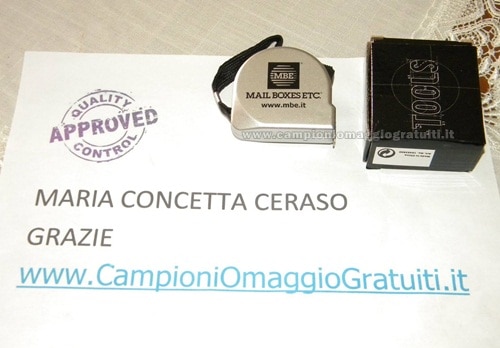 MBE
MAIL BOXES ETC.
www.mbe.it
TOOLS
www.campioniomaggiogratuiti.it
QUALITY
APPROVED
CONTROL
MARIA CONCETTA CERASO
GRAZIE
www.CampioniOmaggioGratuiti.it